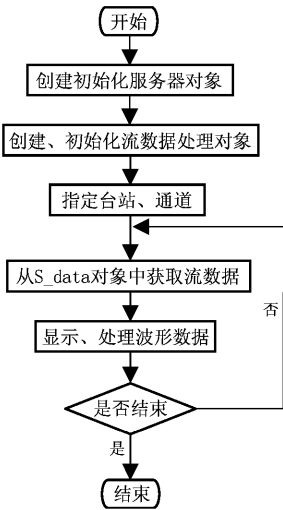 开始
创建初始化服务器对象
创建、初始化流数据处理对象
指定台站、通道
从S_data对象中获取流数据
否
显示、处理波形数据
是否结束
是
结束